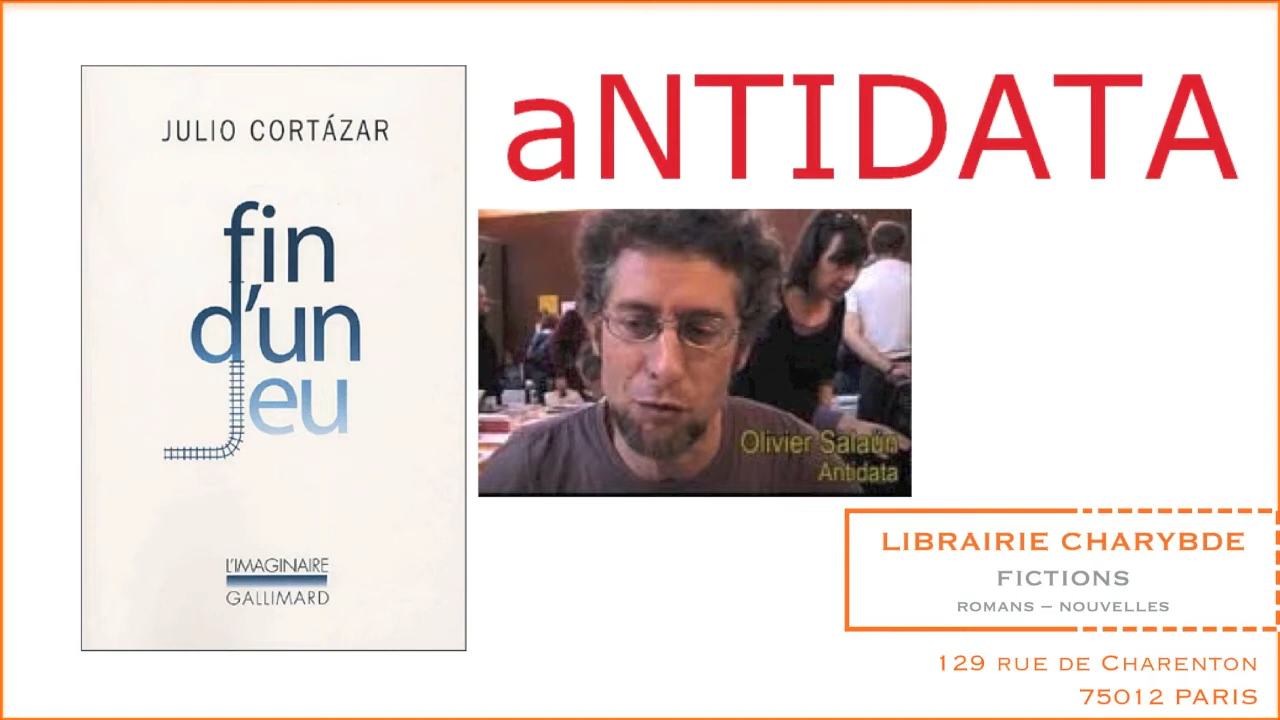 JULIO CORTÁZAR
fin
d'un
Jeu
L'IMAGINAIRE
GALLIMARD
aNTIDATA
Olivier Salaün
Antidata
LIBRAIRIE CHARYBDE
FICTIONS
ROMANS – NOUVELLES
129 RUE DE CHARENTON
75012 PARIS